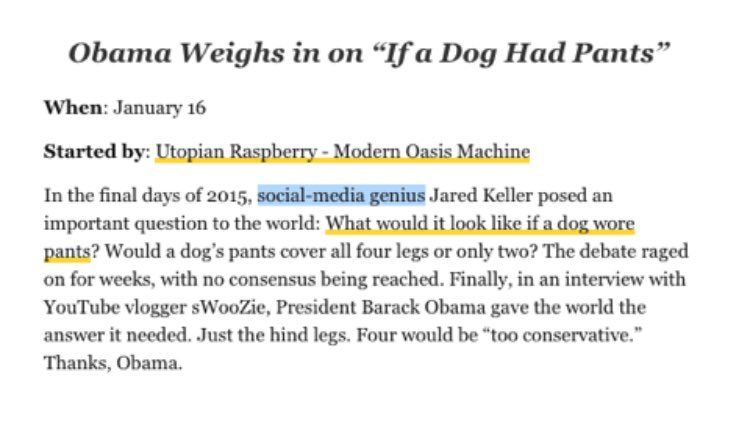 Obama Weighs in on “If a Dog Had Pants”
When: January 16
Started by: Utopian Raspberry - Modern Oasis Machine
In the final days of 2015, social-media genius Jared Keller posed an
important question to the world: What would it look like if a dog wore
pants? Would a dog’s pants cover all four legs or only two? The debate raged
on for weeks, with no consensus being reached. Finally, in an interview with
YouTube vlogger sWooZie, President Barack Obama gave the world the
answer it needed. Just the hind legs. Four would be “too conservative.”
Thanks, Obama.